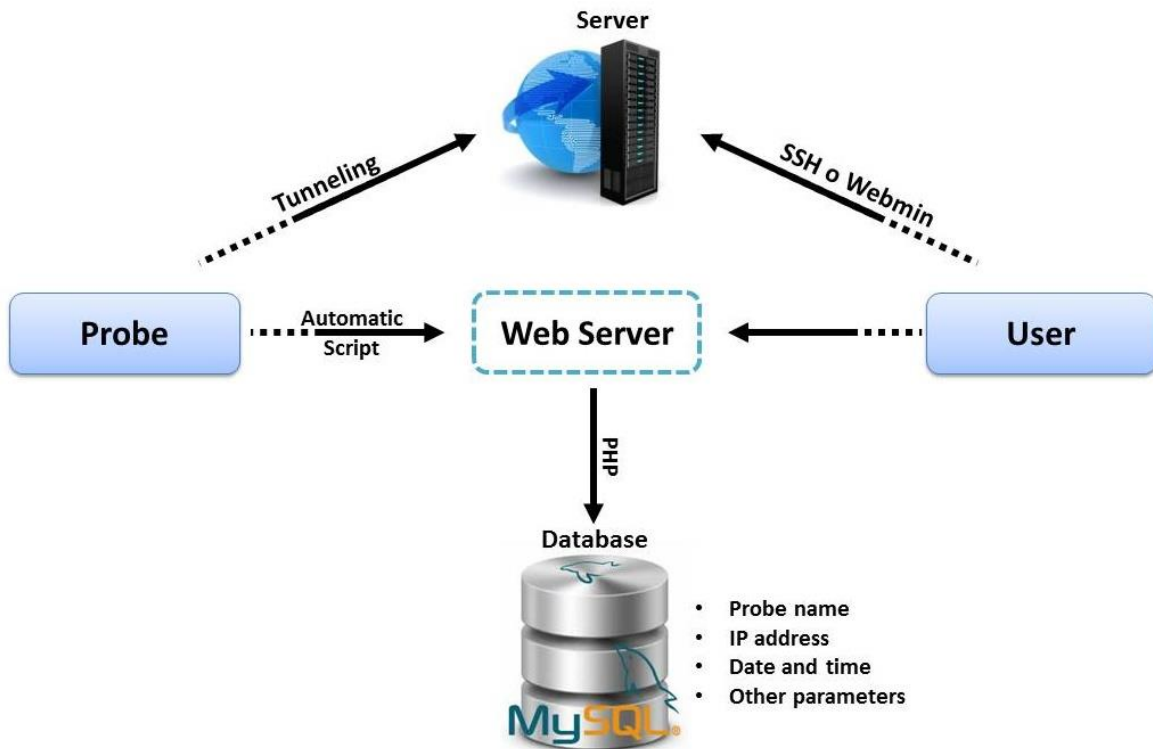 Server
Tunneling
SSH o Webmin
Probe
Automatic
Script
Web Server
User
PHP
Database
• Probe name
• IP address
• Date and time
• Other parameters
MySQL®